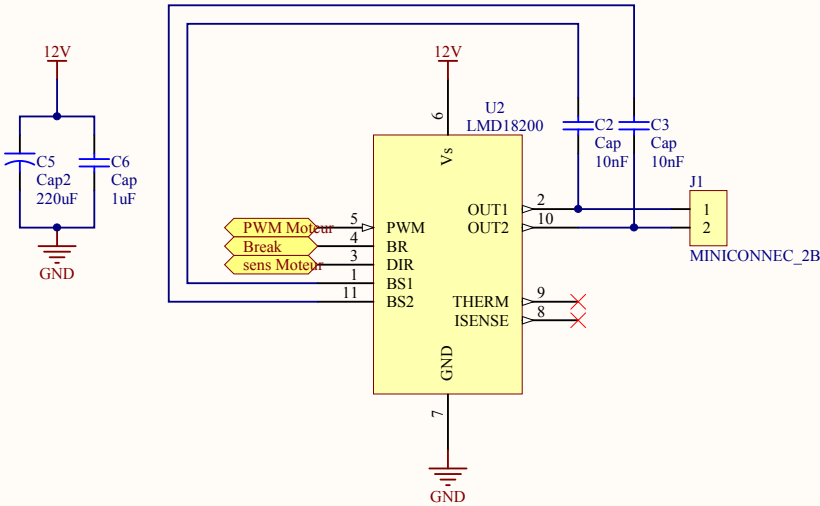 12V
C5
Cap2
220uF
C6
Cap
1uF
GND
12V
6
U2
LMD18200
Vs
PWM Moteur
5
PWM
Break
4
BR
sens Moteur
3
DIR
1
BS1
11
BS2
OUT1
2
OUT2
10
THERM
9
ISENSE
8
GND
7
GND
C2
Cap
10nF
C3
Cap
10nF
J1
1
2
MINICONNEC_2B